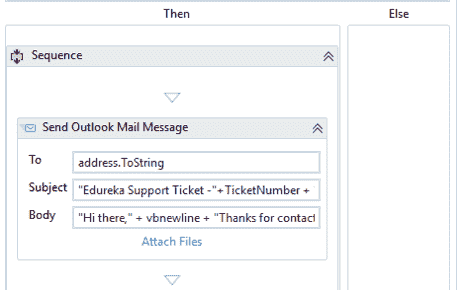 Then Else
Sequence
Send Outlook Mail Message
To address.ToString
Subject "Edureka Support Ticket -"+TicketNumber +
Body "Hi there," + vbnewline + "Thanks for contact
Attach Files